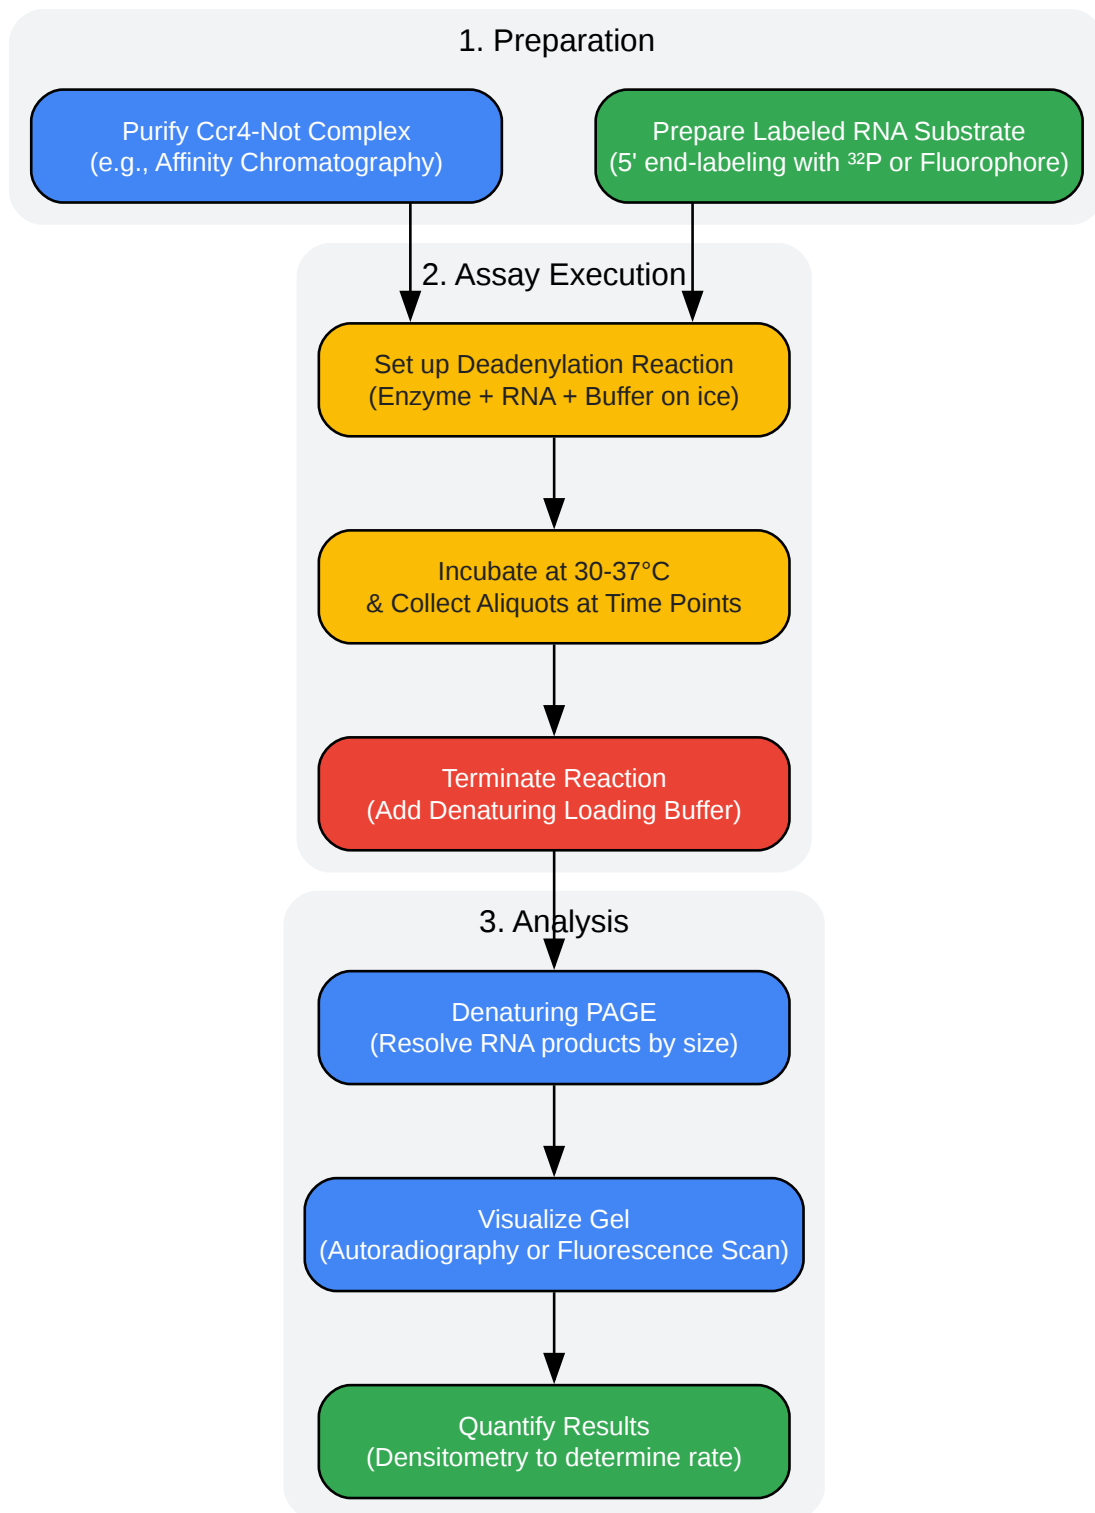 1. Preparation
Purify Ccr4-Not Complex
(e.g., Affinity Chromatography)
Prepare Labeled RNA Substrate
(5' end-labeling with ³²P or Fluorophore)
2. Assay Execution
Set up Deadenylation Reaction
(Enzyme + RNA + Buffer on ice)
Incubate at 30-37°C
& Collect Aliquots at Time Points
Terminate Reaction
(Add Denaturing Loading Buffer)
3. Analysis
Denaturing PAGE
(Resolve RNA products by size)
Visualize Gel
(Autoradiography or Fluorescence Scan)
Quantify Results
(Densitometry to determine rate)